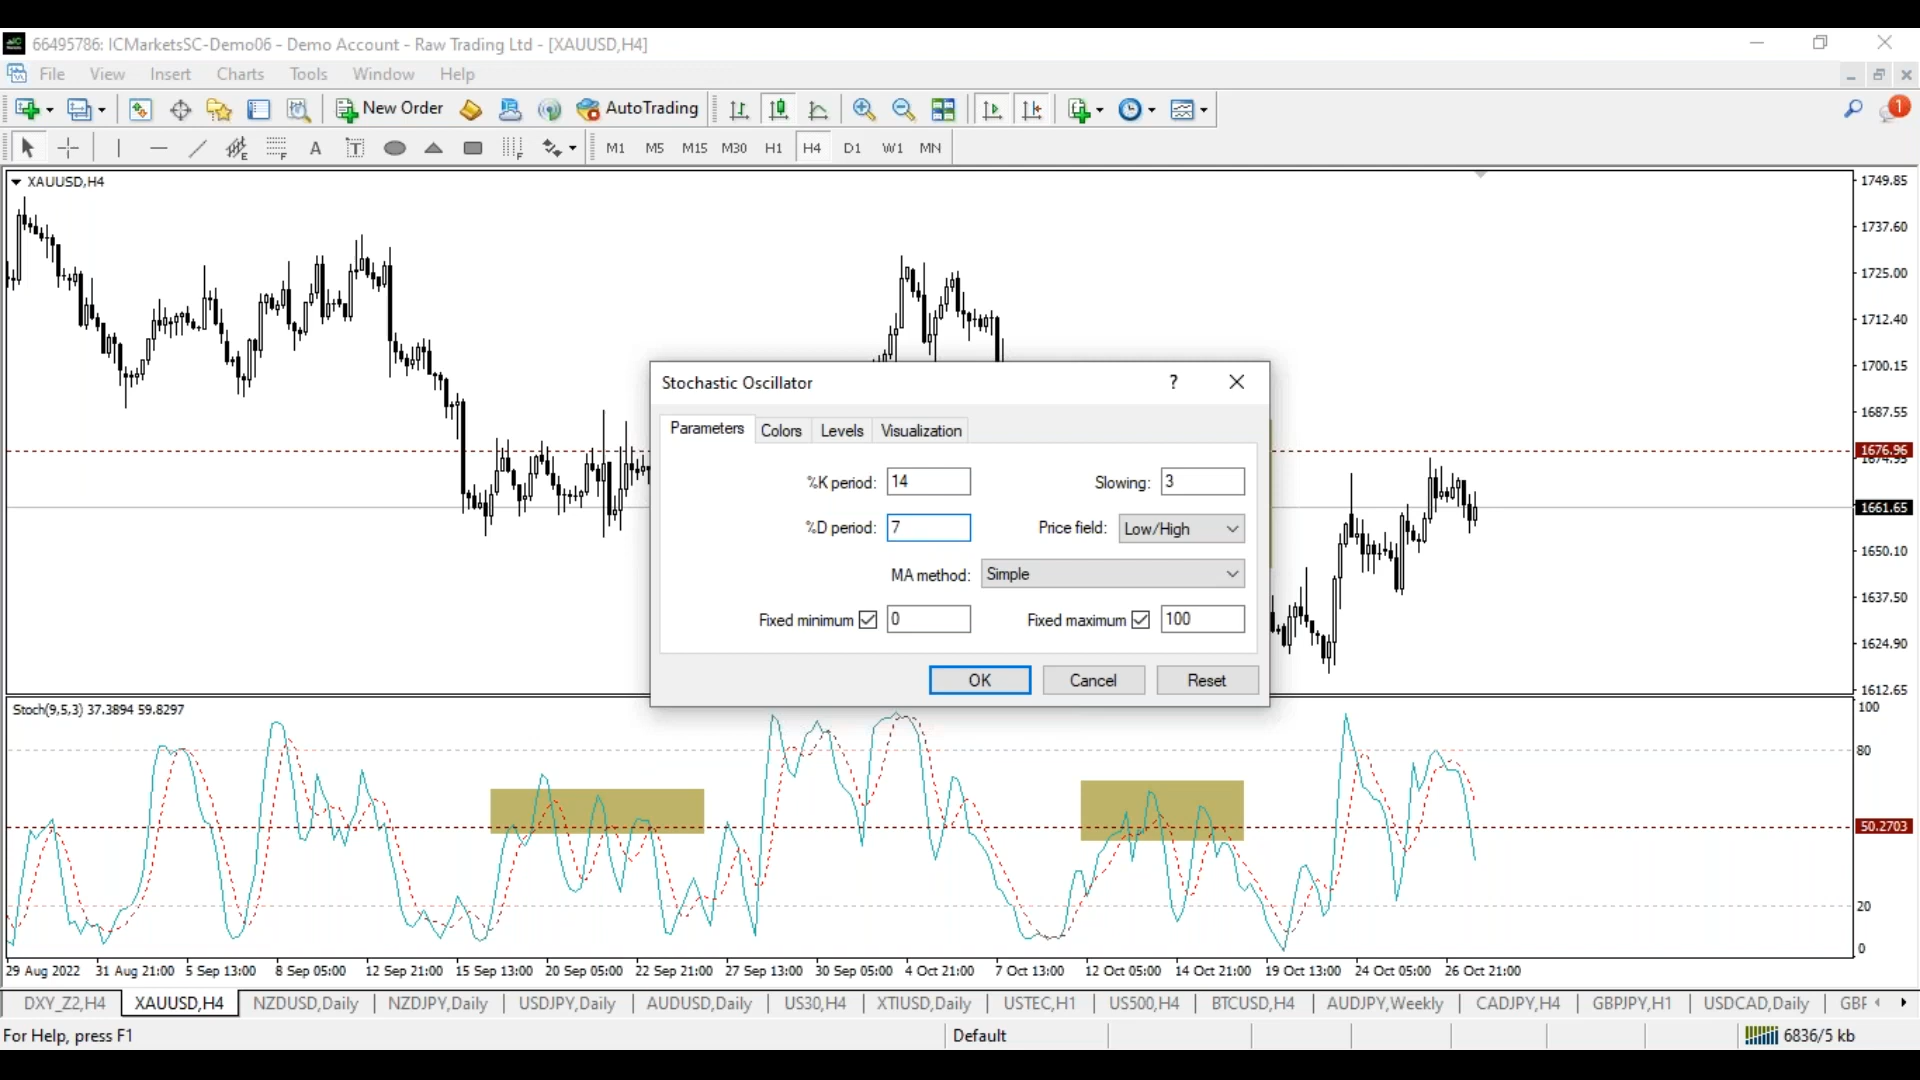 66495786: ICMarketsSC-Demo06 - Demo Account - Raw Trading Ltd - [XAUUSD,H4]
File View Insert Charts Tools Window Help
New Order AutoTrading 1
E F A T F M1 M5 M15 M30 H1 H4 D1 W1 MN
XAUUSD,H4
1749.85
1737.60
1725.00
1712.40
1700.15
1687.55
1676.96
1674.95
1661.65
1650.10
1637.50
1624.90
1612.65
Stochastic Oscillator ?
Parameters Colors Levels Visualization
%K period: 14 Slowing: 3
%D period: 7 Price field: Low/High
MA method: Simple
Fixed minimum 0 Fixed maximum 100
OK Cancel Reset
Stoch(9,5,3) 37.3894 59.8297
100
80
50.2703
20
0
29 Aug 2022 31 Aug 21:00 5 Sep 13:00 8 Sep 05:00 12 Sep 21:00 15 Sep 13:00 20 Sep 05:00 22 Sep 21:00 27 Sep 13:00 30 Sep 05:00 4 Oct 21:00 7 Oct 13:00 12 Oct 05:00 14 Oct 21:00 19 Oct 13:00 24 Oct 05:00 26 Oct 21:00
DXY_Z2,H4 XAUUSD,H4 NZDUSD,Daily NZDJPY,Daily USDJPY,Daily AUDUSD,Daily US30,H4 XTIUSD,Daily USTEC,H1 US500,H4 BTCUSD,H4 AUDJPY,Weekly CADJPY,H4 GBPJPY,H1 USDCAD,Daily GBF
For Help, press F1 Default 6836/5 kb